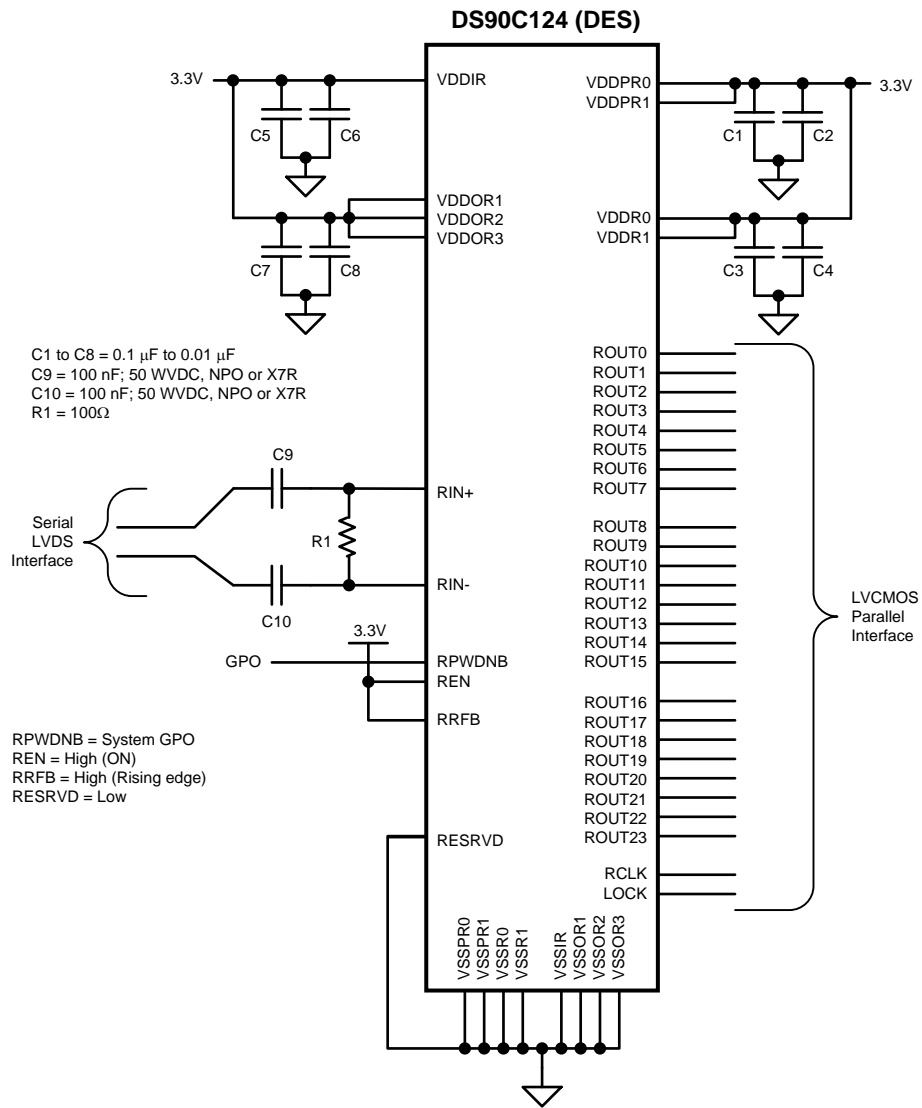 DS90C124 (DES)
3.3V
VDDIR
VDDPR0
VDDPR1
3.3V
C5
C6
C1
C2
VDDOR1
VDDOR2
VDDOR3
VDDR0
VDDR1
C7
C8
C3
C4
C1 to C8 = 0.1 μF to 0.01 μF
C9 = 100 nF; 50 WVDC, NPO or X7R
C10 = 100 nF; 50 WVDC, NPO or X7R
R1 = 100Ω
ROUT0
ROUT1
ROUT2
ROUT3
ROUT4
ROUT5
ROUT6
ROUT7
C9
RIN+
Serial
LVDS
Interface
R1
RIN-
C10
ROUT8
ROUT9
ROUT10
ROUT11
ROUT12
ROUT13
ROUT14
ROUT15
LVCMOS
Parallel
Interface
3.3V
GPO
RPWDNB
REN
RRFB
ROUT16
ROUT17
ROUT18
ROUT19
ROUT20
ROUT21
ROUT22
ROUT23
RPWDNB = System GPO
REN = High (ON)
RRFB = High (Rising edge)
RESRVD = Low
RESRVD
RCLK
LOCK
VSSPR0
VSSPR1
VSSR0
VSSR1
VSSIR
VSSOR1
VSSOR2
VSSOR3